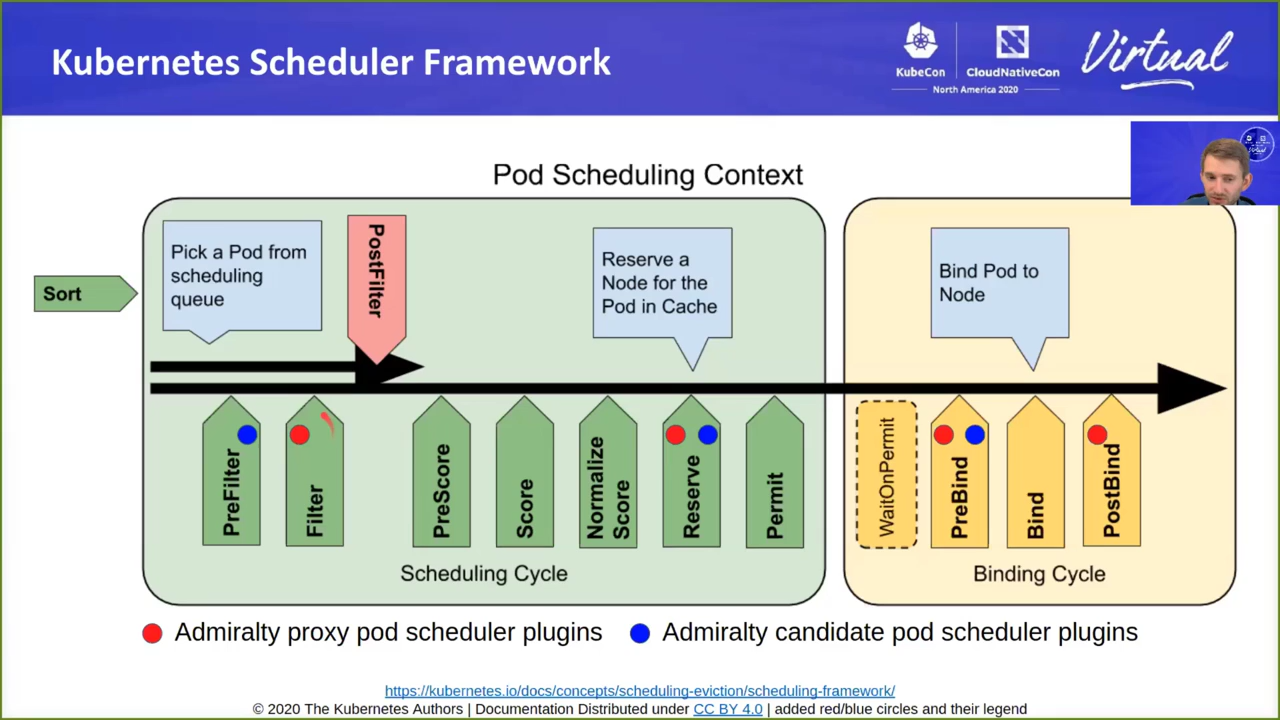 Kubernetes Scheduler Framework
KubeCon
CloudNativeCon
North America 2020
Virtual
Pod Scheduling Context
Sort
Pick a Pod from
scheduling
queue
PostFilter
Reserve a
Node for the
Pod in Cache
Bind Pod to
Node
PreFilter
Filter
PreScore
Score
Normalize
Score
Reserve
Permit
WaitOnPermit
PreBind
Bind
PostBind
Scheduling Cycle
Binding Cycle
Admiralty proxy pod scheduler plugins
Admiralty candidate pod scheduler plugins
https://kubernetes.io/docs/concepts/scheduling-eviction/scheduling-framework/
© 2020 The Kubernetes Authors | Documentation Distributed under CC BY 4.0 | added red/blue circles and their legend